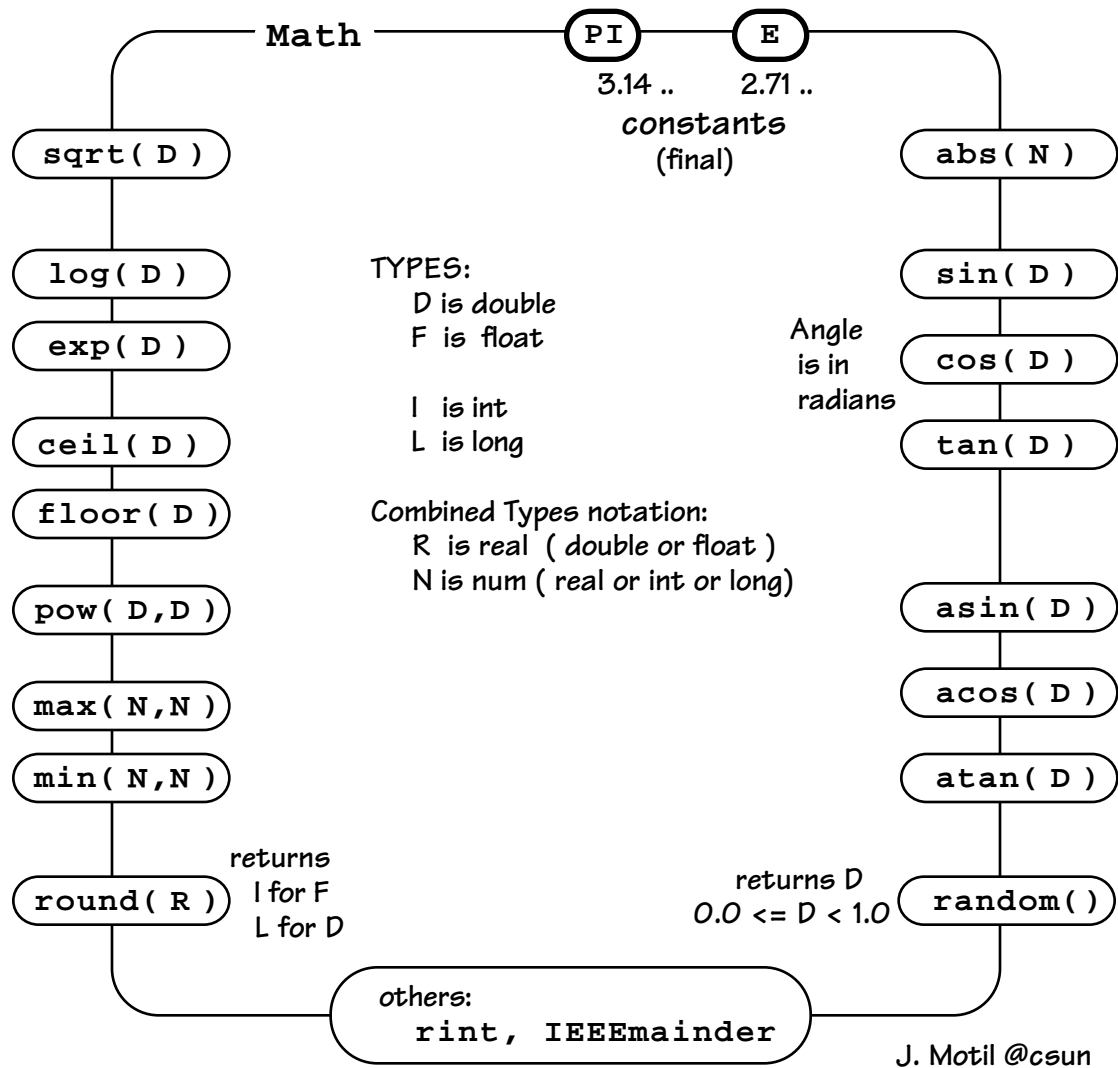 Math PI E
3.14 .. 2.71 ..
constants
(final)
sqrt( D )
log( D )
exp( D )
ceil( D )
floor( D )
pow( D,D )
max( N,N )
min( N,N )
round( R )
returns
I for F
L for D
TYPES:
D is double
F is float
I is int
L is long
Combined Types notation:
R is real ( double or float )
N is num ( real or int or long)
abs( N )
sin( D )
cos( D )
tan( D )
Angle
is in
radians
asin( D )
acos( D )
atan( D )
random()
returns D
0.0 <= D < 1.0
others:
rint, IEEEmainder
J. Motil @csun